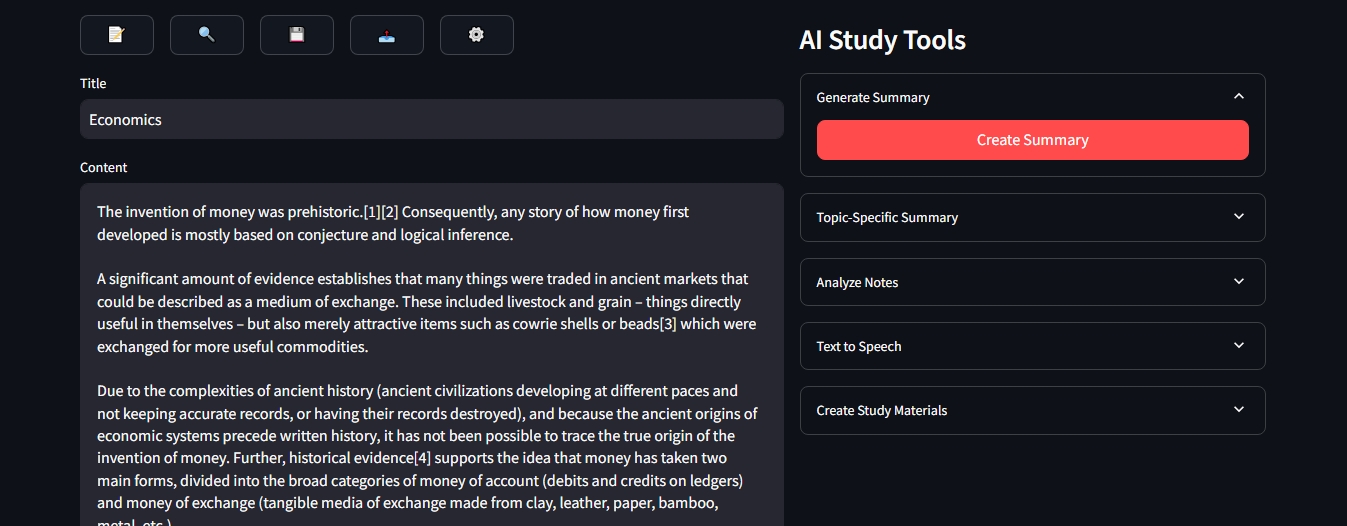 Title
Economics
Content
The invention of money was prehistoric.[1][2] Consequently, any story of how money first
developed is mostly based on conjecture and logical inference.
A significant amount of evidence establishes that many things were traded in ancient markets that
could be described as a medium of exchange. These included livestock and grain – things directly
useful in themselves – but also merely attractive items such as cowrie shells or beads[3] which were
exchanged for more useful commodities.
Due to the complexities of ancient history (ancient civilizations developing at different paces and
not keeping accurate records, or having their records destroyed), and because the ancient origins of
economic systems precede written history, it has not been possible to trace the true origin of the
invention of money. Further, historical evidence[4] supports the idea that money has taken two
main forms, divided into the broad categories of money of account (debits and credits on ledgers)
and money of exchange (tangible media of exchange made from clay, leather, paper, bamboo,
metal, etc.)
AI Study Tools
Generate Summary
Create Summary
Topic-Specific Summary
Analyze Notes
Text to Speech
Create Study Materials